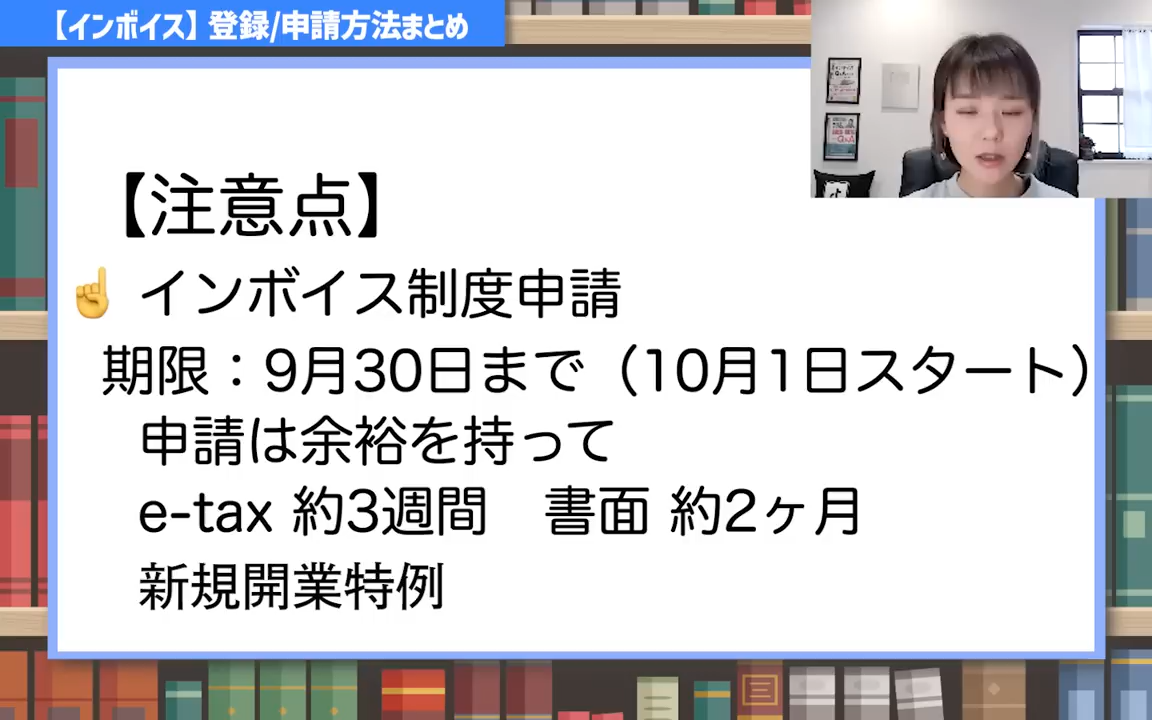 【インボイス】登録/申請方法まとめ
【注意点】
☝ インボイス制度申請
期限：9月30日まで（10月1日スタート）
申請は余裕を持って
e-tax 約3週間　書面 約2ヶ月
新規開業特例